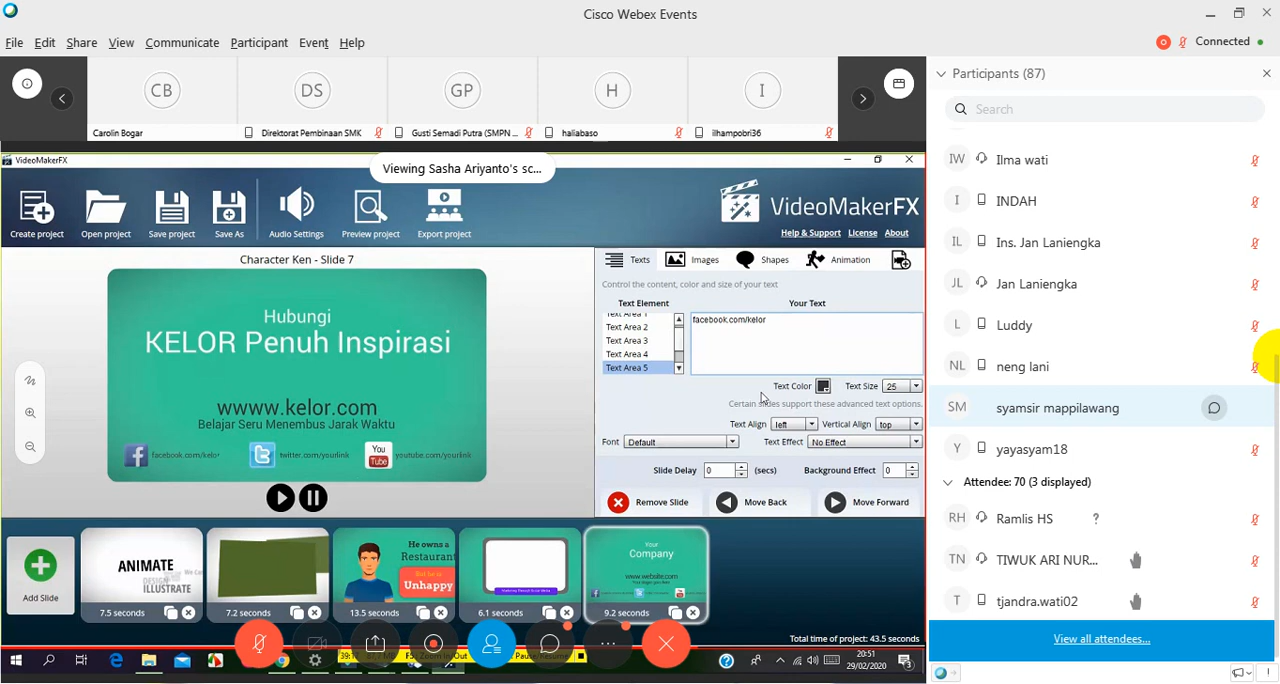 Cisco Webex Events
File Edit Share View Communicate Participant Event Help
Connected
CB
DS
GP
H
I
Carolin Bogar
Direktorat Pembinaan SMK
Gusti Semadi Putra (SMPN ...
haliabaso
ilhampobri36
VideoMakerFX
Viewing Sasha Ariyanto's sc...
Create project
Open project
Save project
Save As
Audio Settings
Preview project
Export project
VideoMakerFX
Help & Support License About
Character Ken - Slide 7
Hubungi
KELOR Penuh Inspirasi
wwww.kelor.com
Belajar Seru Menembus Jarak Waktu
facebook.com/kelor
twitter.com/yourlink
You
Tube
youtube.com/yourlink
Texts Images Shapes Animation
Control the content, color and size of your text
Text Element
Your Text
Text Area 1
Text Area 2
Text Area 3
Text Area 4
Text Area 5
facebook.com/kelor
Text Color
Text Size 25
Certain slides support these advanced text options.
Text Align left Vertical Align top
Font Default Text Effect No Effect
Slide Delay 0 (secs) Background Effect 0
Remove Slide Move Back Move Forward
Add Slide
ANIMATE
DESIGN
ILLUSTRATE
7.5 seconds
7.2 seconds
He owns a
Restaurant
Unhappy
13.5 seconds
6.1 seconds
Your
Company
www.website.com
9.2 seconds
Total time of project: 43.5 seconds
20:51
29/02/2020
3
Participants (87)
Search
IW Ilma wati
I INDAH
IL Ins. Jan Laniengka
JL Jan Laniengka
L Luddy
NL neng lani
SM syamsir mappilawang
Y yayasyam18
Attendee: 70 (3 displayed)
RH Ramlis HS ?
TN TIWUK ARI NUR...
T tjandra.wati02
View all attendees...